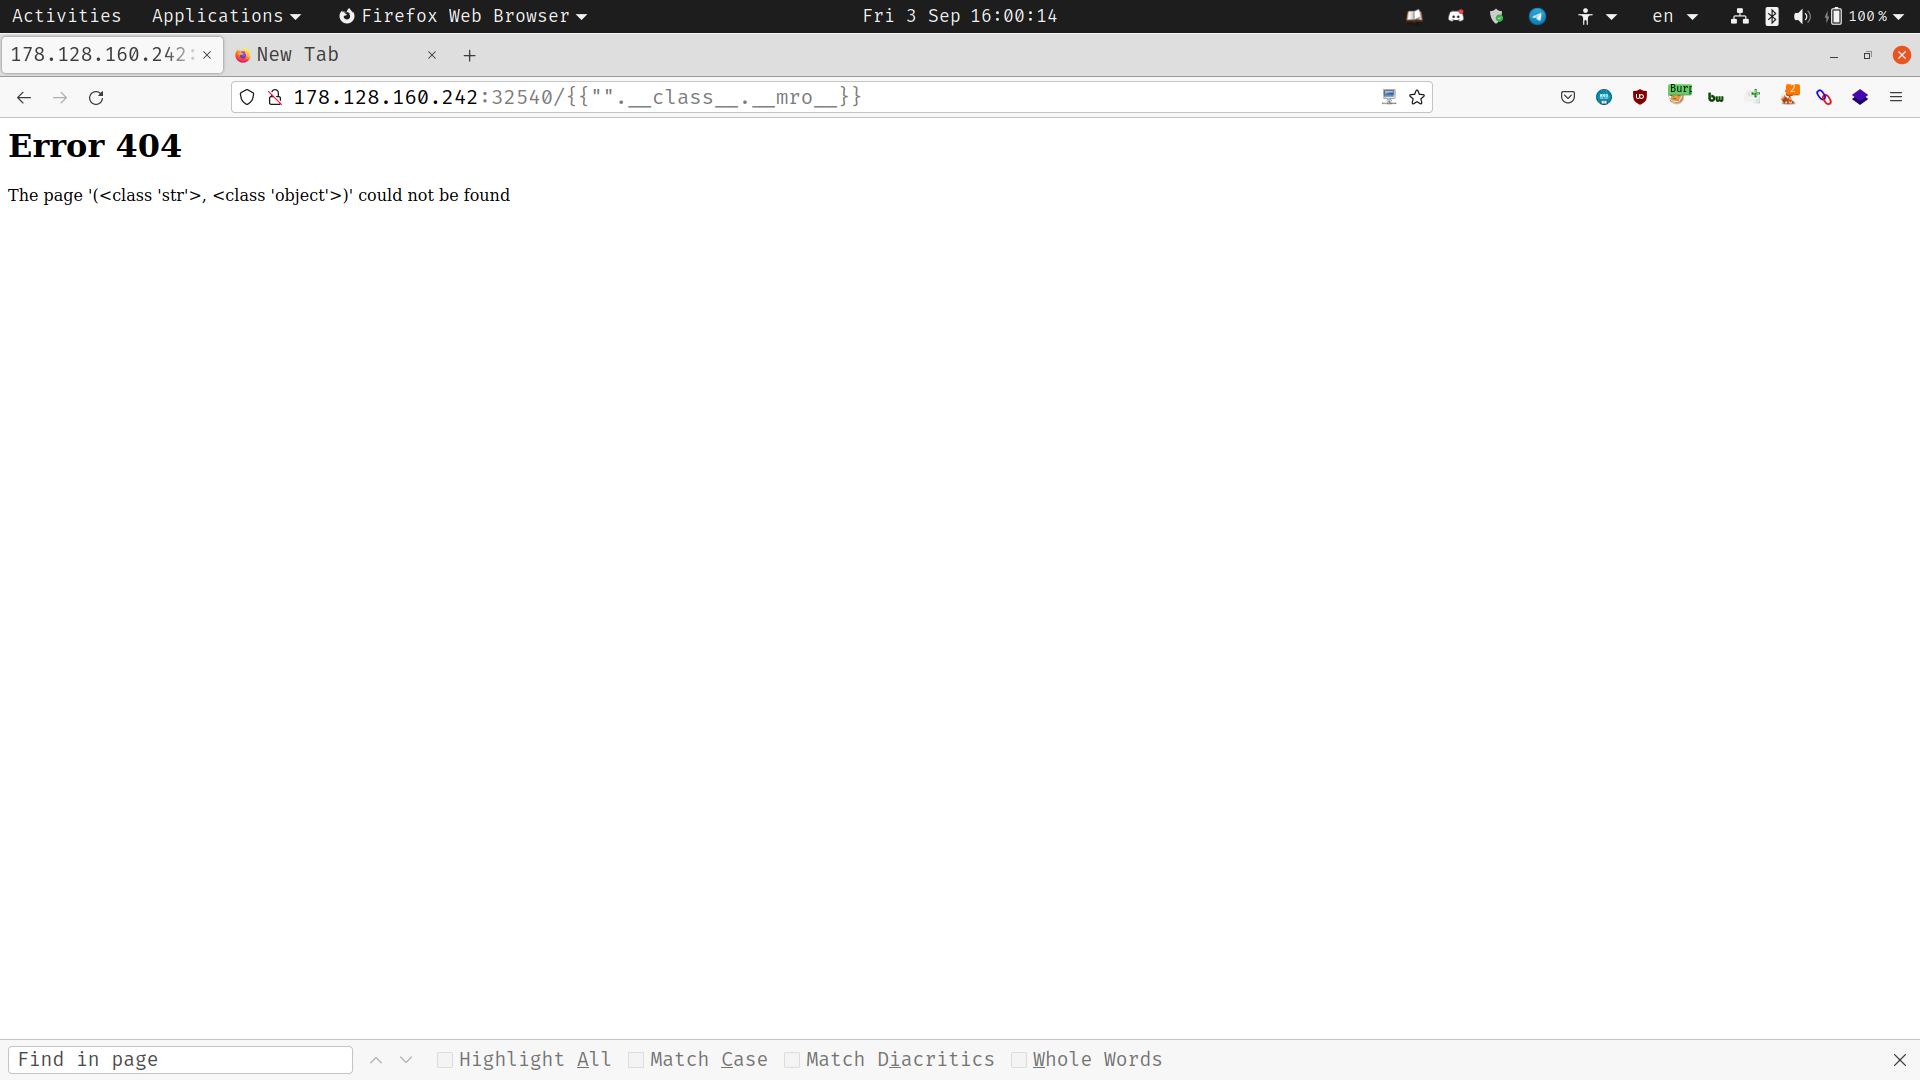 Activities Applications Firefox Web Browser Fri 3 Sep 16:00:14 en 100 %
178.128.160.242: New Tab
178.128.160.242:32540/{{"".__class__.__mro__}} Burp 2
Error 404
The page '(<class 'str'>, <class 'object'>)' could not be found
Find in page Highlight All Match Case Match Diacritics Whole Words